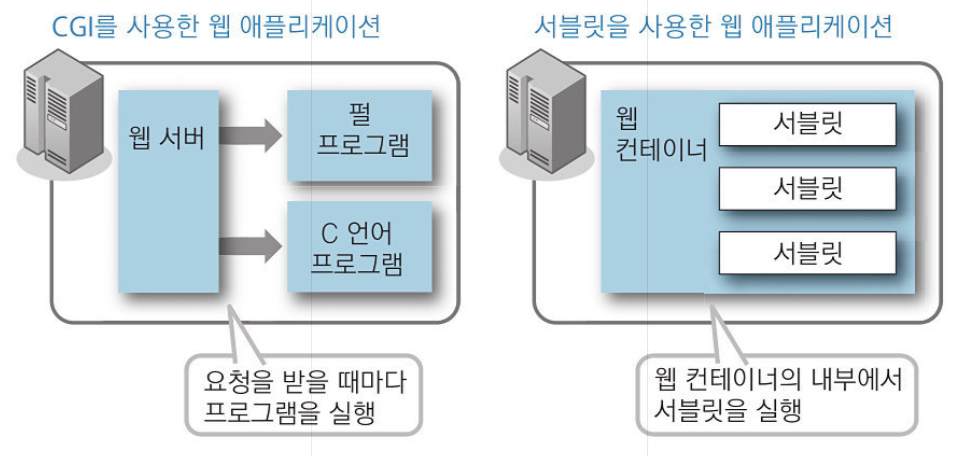 CGI를 사용한 웹 애플리케이션
웹 서버
펄
프로그램
C 언어
프로그램
요청을 받을 때마다
프로그램을 실행
서블릿을 사용한 웹 애플리케이션
웹
컨테이너
서블릿
서블릿
서블릿
웹 컨테이너의 내부에서
서블릿을 실행